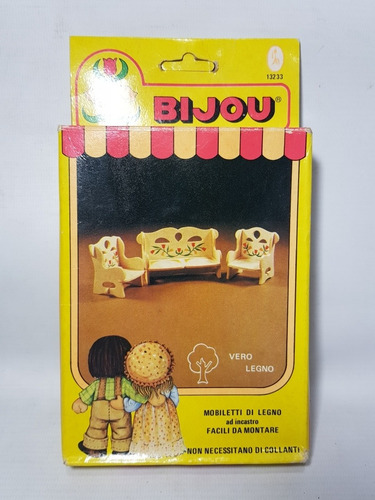 13233
BIJOU®
VERO
LEGNO
MOBILETTI DI LEGNO
ad incastro
FACILI DA MONTARE
-NON NECESSITANO DI COLLANTI